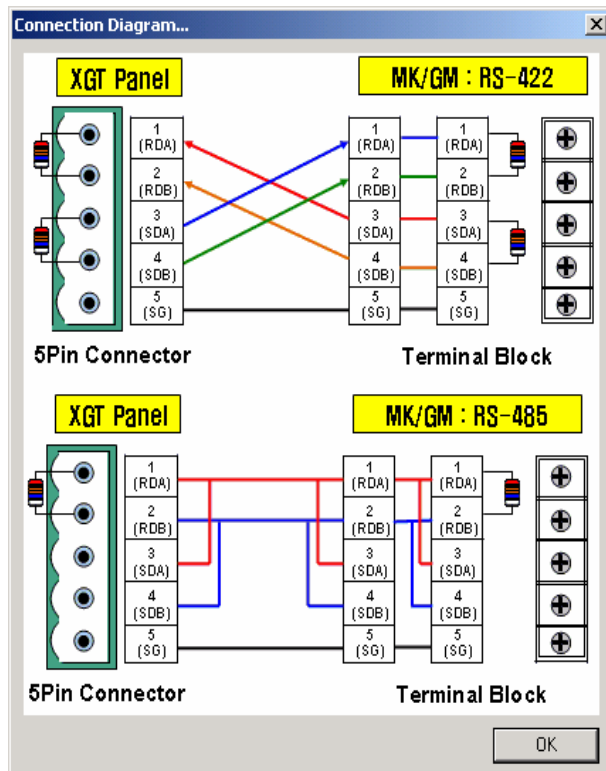 Connection Diagram...
XGT Panel
MK/GM : RS-422
1
(RDA)
2
(RDB)
3
(SDA)
4
(SDB)
5
(SG)
1
(RDA)
2
(RDB)
3
(SDA)
4
(SDB)
5
(SG)
1
(RDA)
2
(RDB)
3
(SDA)
4
(SDB)
5
(SG)
5Pin Connector
Terminal Block
XGT Panel
MK/GM : RS-485
1
(RDA)
2
(RDB)
3
(SDA)
4
(SDB)
5
(SG)
1
(RDA)
2
(RDB)
3
(SDA)
4
(SDB)
5
(SG)
1
(RDA)
2
(RDB)
3
(SDA)
4
(SDB)
5
(SG)
5Pin Connector
Terminal Block
OK